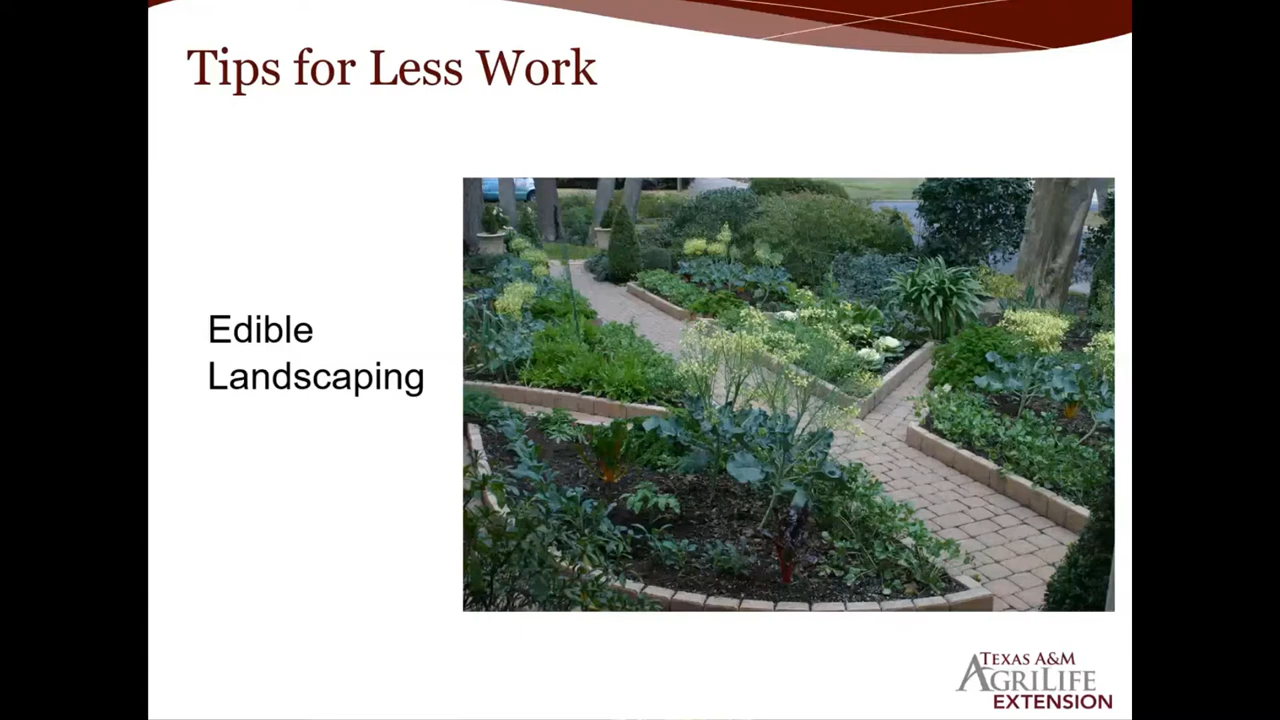 Tips for Less Work
Edible
Landscaping
TEXAS A&M
AGRILIFE
EXTENSION